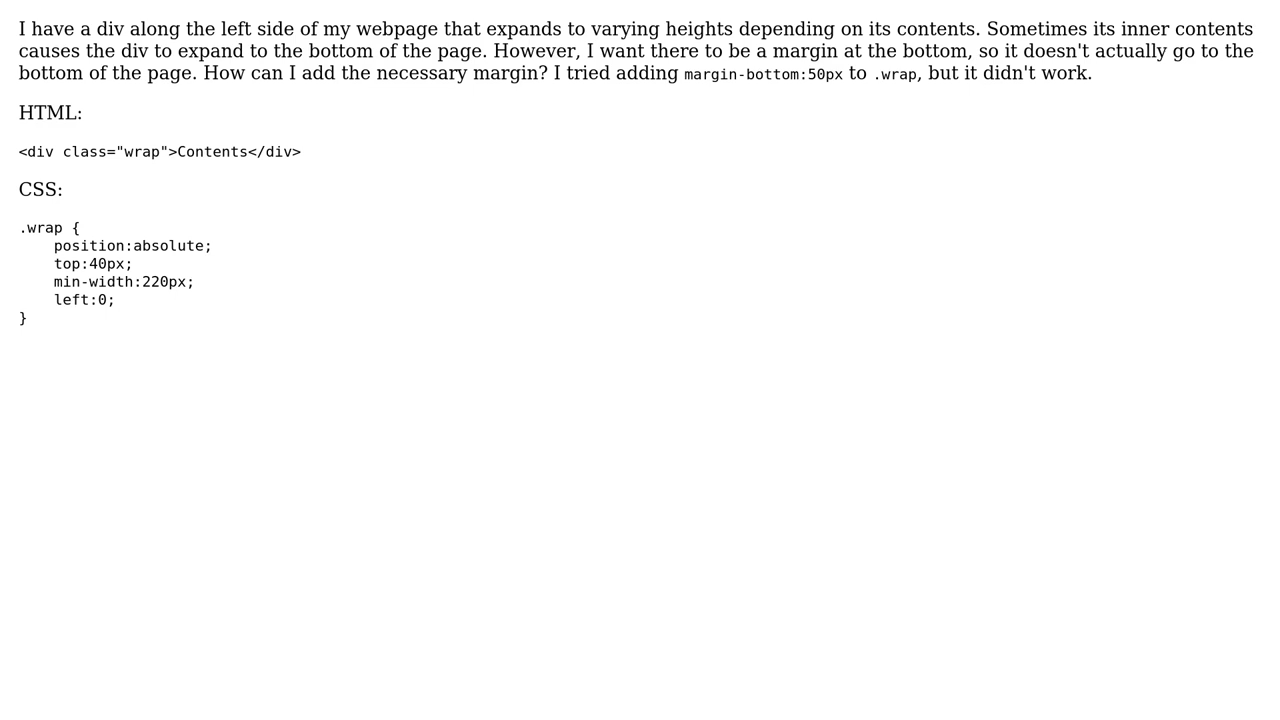 I have a div along the left side of my webpage that expands to varying heights depending on its contents. Sometimes its inner contents
causes the div to expand to the bottom of the page. However, I want there to be a margin at the bottom, so it doesn't actually go to the
bottom of the page. How can I add the necessary margin? I tried adding margin-bottom:50px to .wrap, but it didn't work.
HTML:
<div class="wrap">Contents</div>
CSS:
.wrap {
    position:absolute;
    top:40px;
    min-width:220px;
    left:0;
}